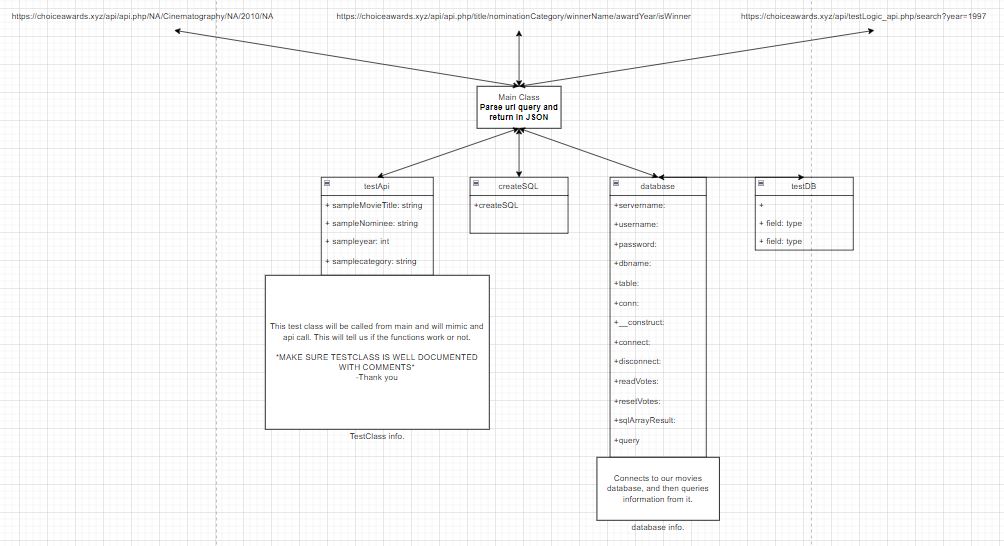 https://choiceawards.xyz/api/api.php/NA/Cinematography/NA/2010/NA
https://choiceawards.xyz/api/api.php/title/nominationCategory/winnerName/awardYear/isWinner
https://choiceawards.xyz/api/testLogic_api.php/search?year=1997
Main Class
Parse url query and
return in JSON
testApi
+ sampleMovieTitle: string
+ sampleNominee: string
+ sampleyear: int
+ samplecategory: string
This test class will be called from main and will mimic and
api call. This will tell us if the functions work or not.
*MAKE SURE TESTCLASS IS WELL DOCUMENTED
WITH COMMENTS*
-Thank you
TestClass info.
createSQL
+createSQL
database
+servername:
+username:
+password:
+dbname:
+table:
+conn:
+__construct:
+connect:
+disconnect:
+readVotes:
+resetVotes:
+sqlArrayResult:
+query
Connects to our movies
database, and then queries
information from it.
database info.
testDB
+
+ field: type
+ field: type